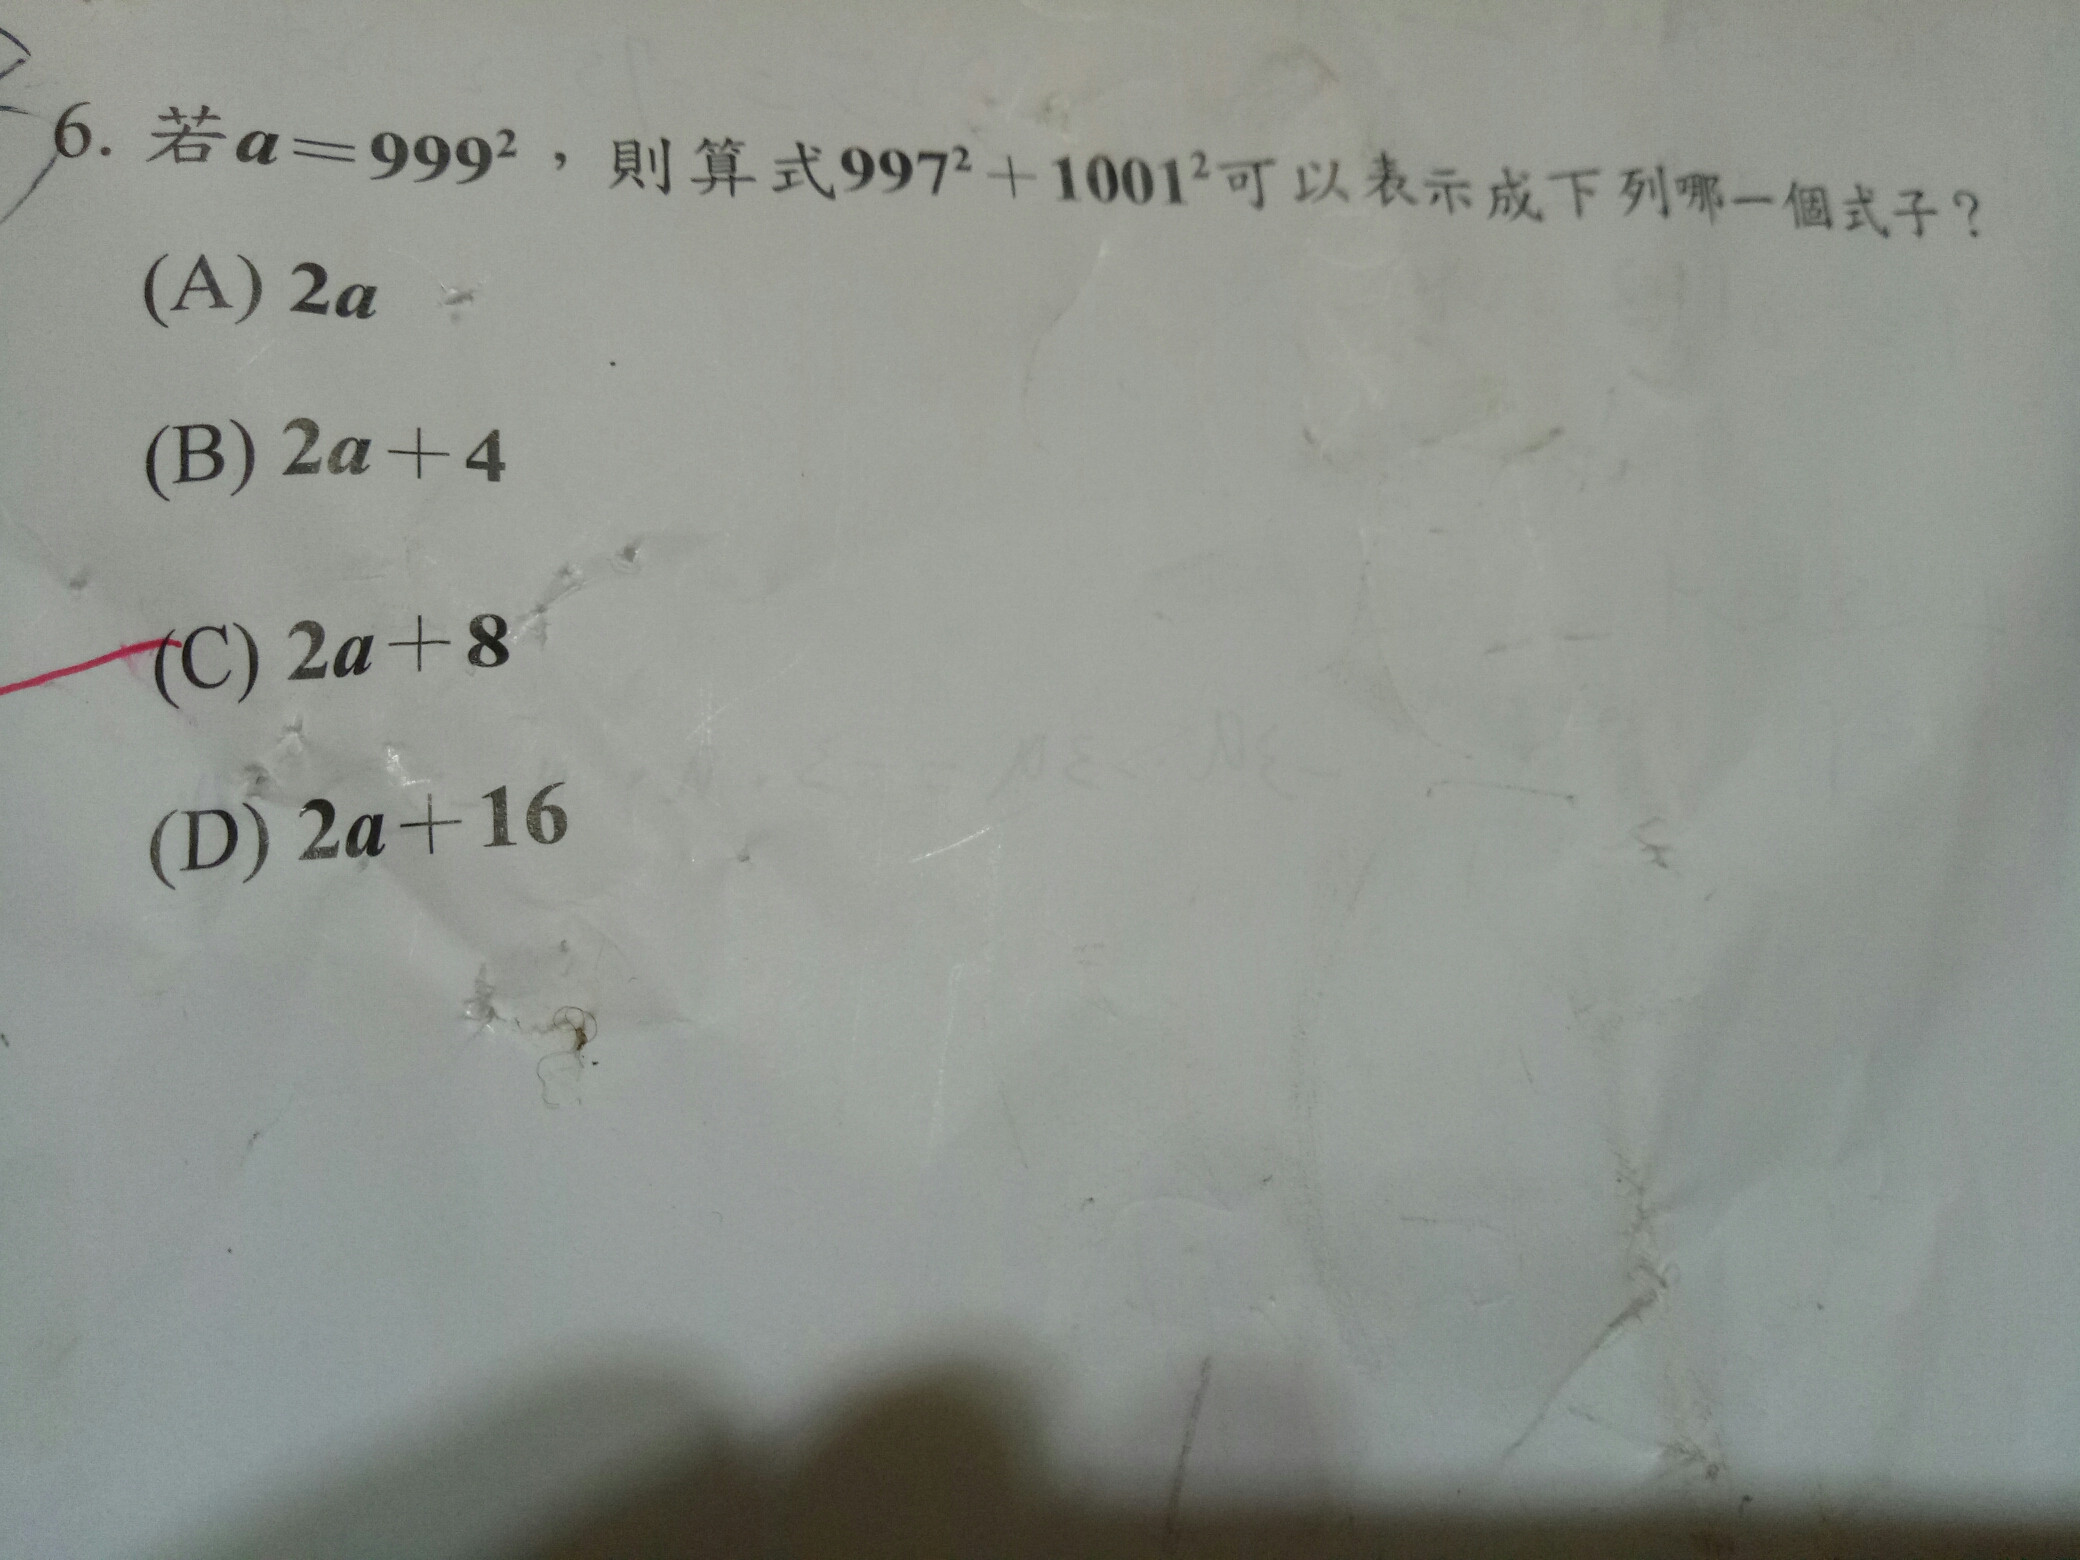 6. 若a＝999²，則算式997²＋1001²可以表示成下列哪一個式子？
(A) 2a
(B) 2a＋4
(C) 2a＋8
(D) 2a＋16